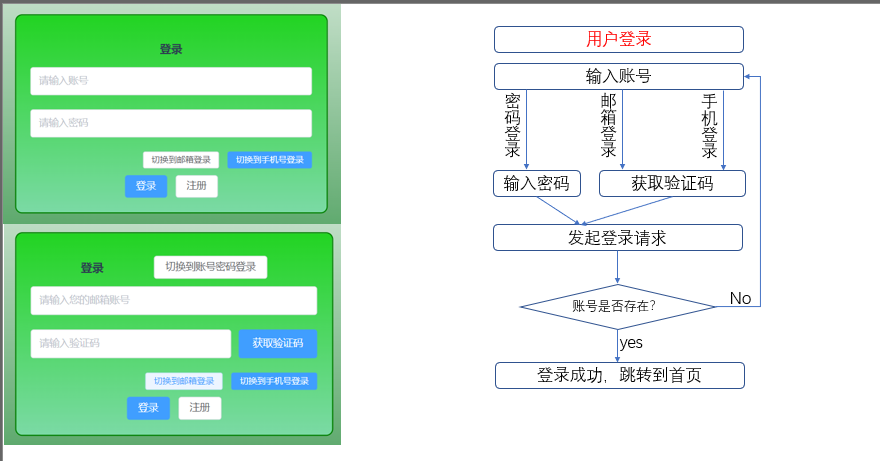 登录
请输入账号
请输入密码
切换到邮箱登录
切换到手机号登录
登录
注册
登录
切换到账号密码登录
请输入您的邮箱账号
请输入验证码
获取验证码
切换到邮箱登录
切换到手机号登录
登录
注册
用户登录
输入账号
密码登录
邮箱登录
手机登录
输入密码
获取验证码
发起登录请求
账号是否存在?
No
yes
登录成功，跳转到首页